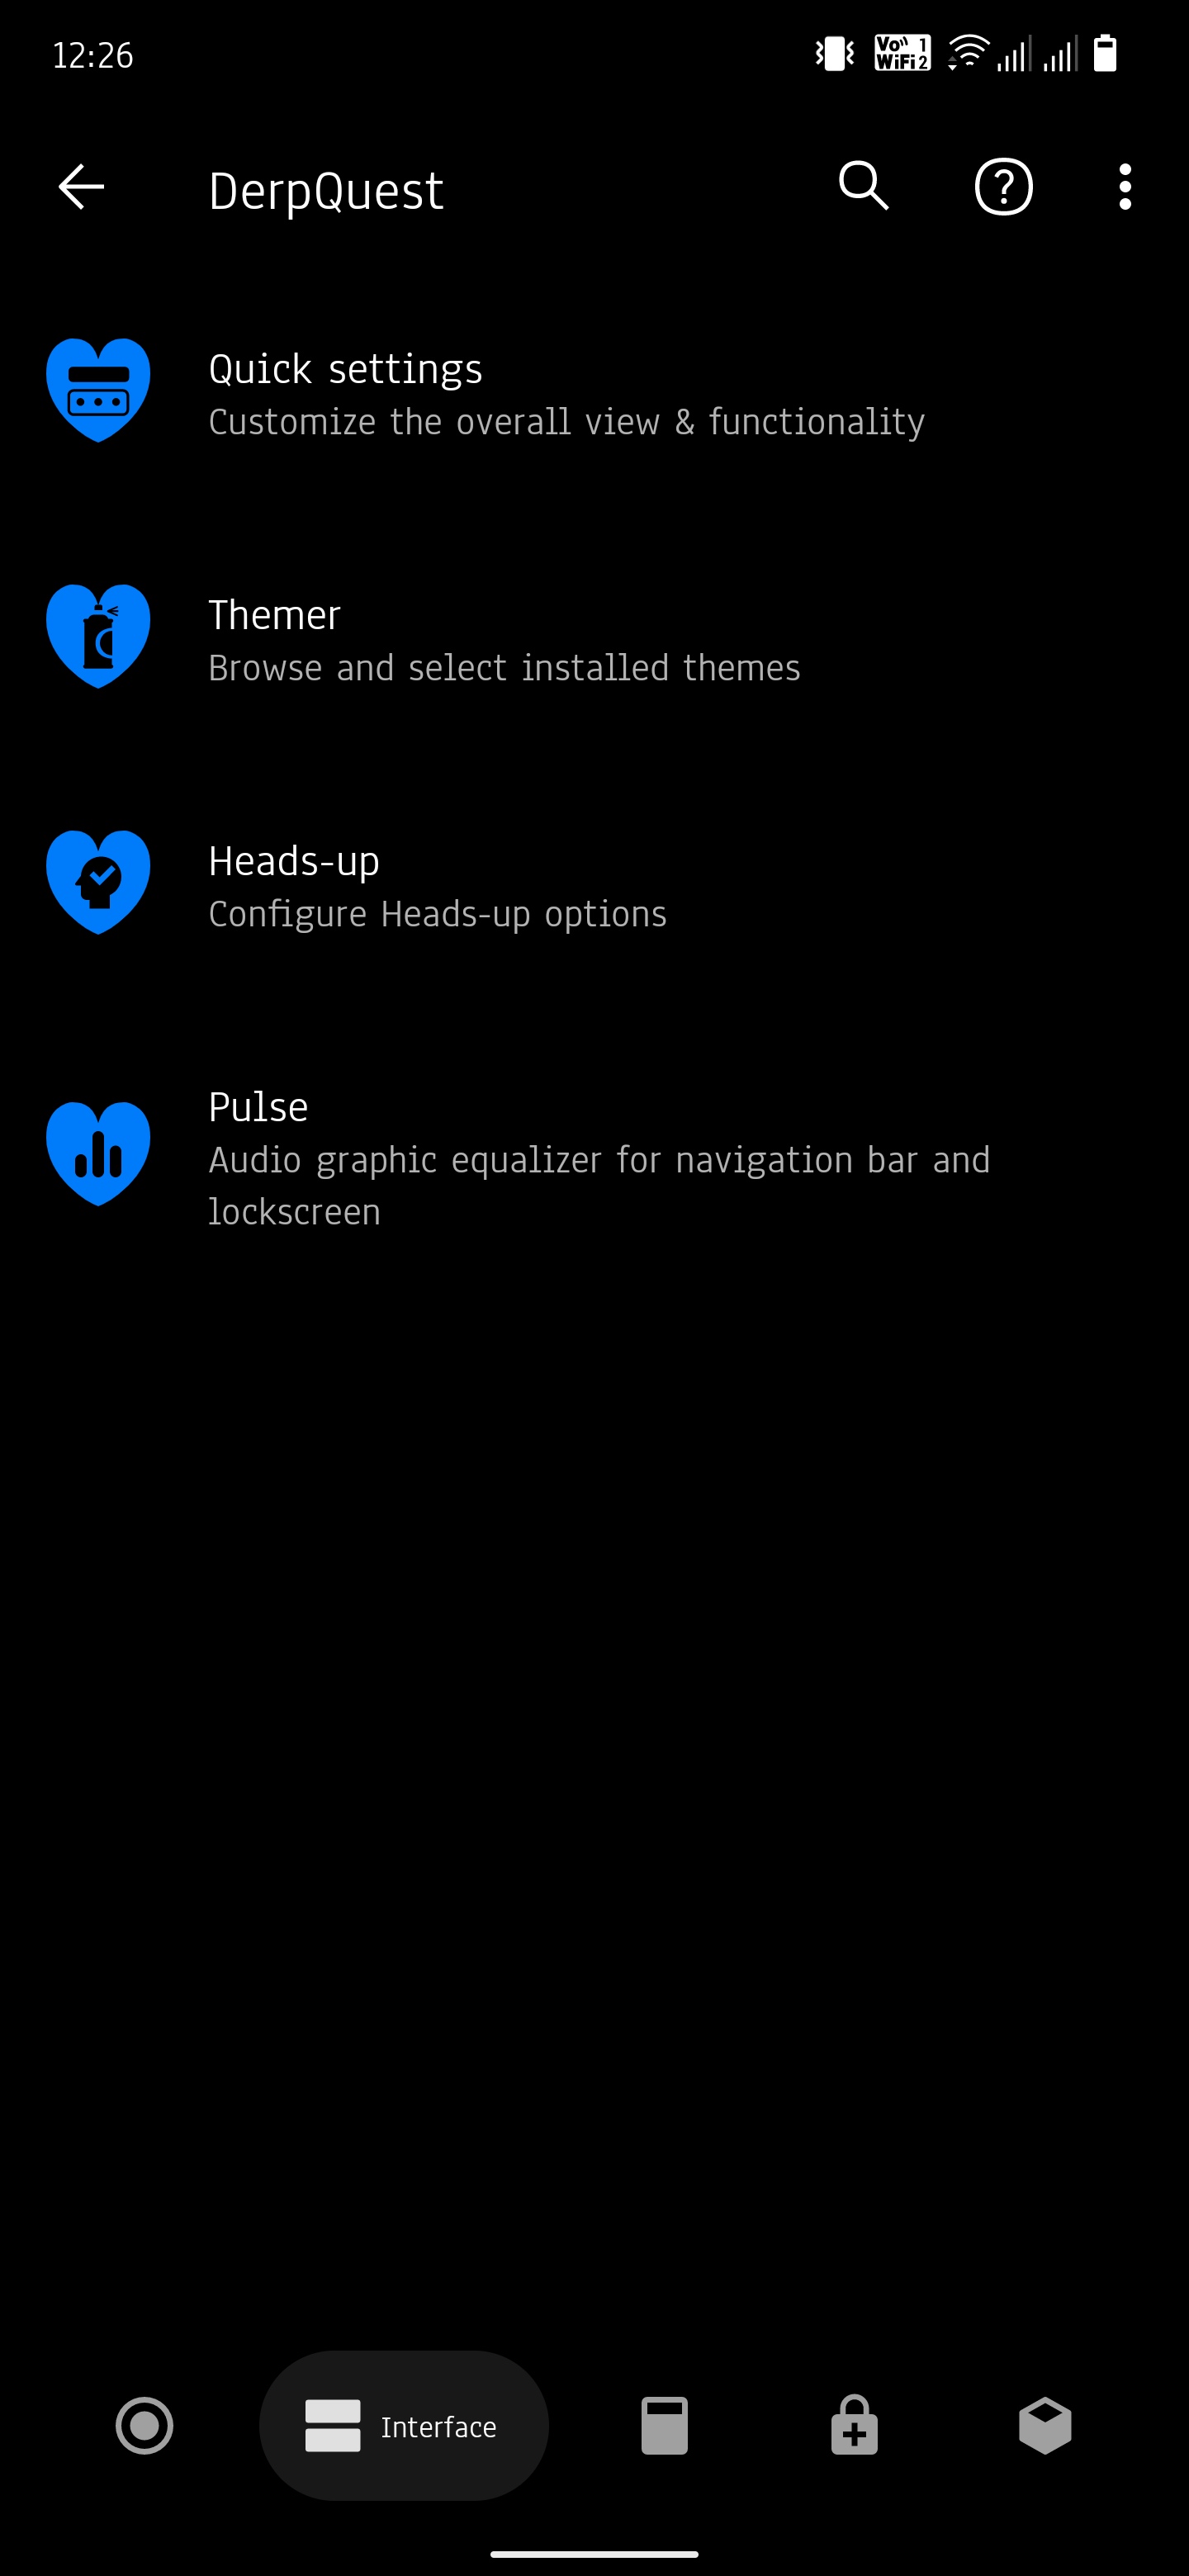 12:26
Vo 1
WiFi 2
DerpQuest
Quick settings
Customize the overall view & functionality
Themer
Browse and select installed themes
Heads-up
Configure Heads-up options
Pulse
Audio graphic equalizer for navigation bar and
lockscreen
Interface